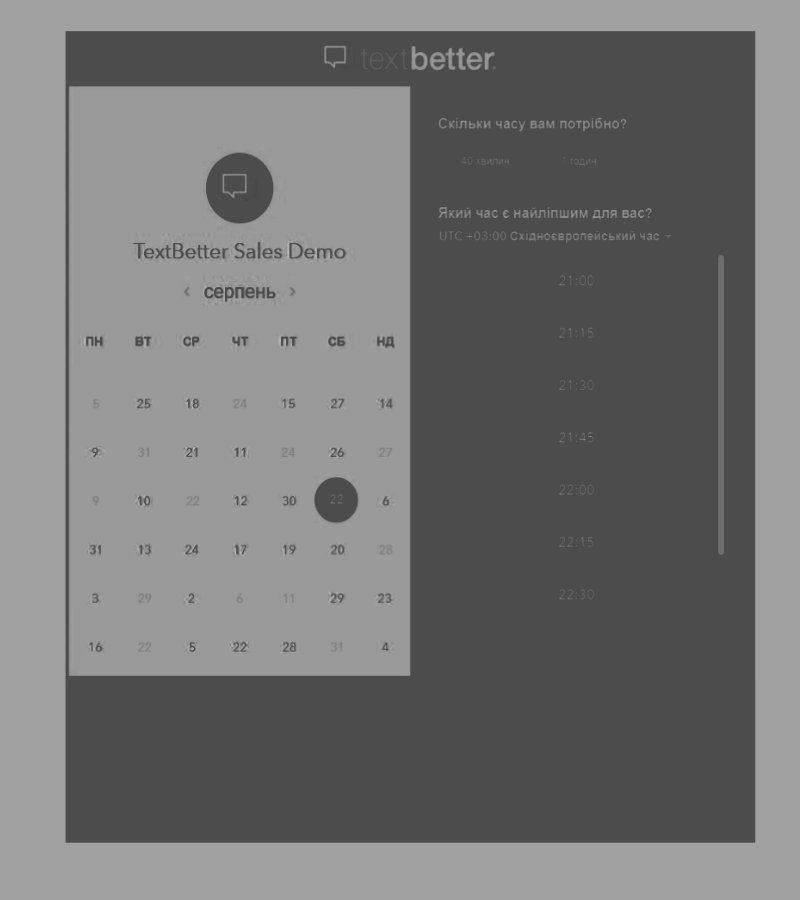 textbetter.
TextBetter Sales Demo
‹ серпень ›
ПН ВТ СР ЧТ ПТ СБ НД
5 25 18 24 15 27 14
9 31 21 11 24 26 27
9 10 22 12 30 22 6
31 13 24 17 19 20 28
3 29 2 6 11 29 23
16 22 5 22 28 31 4
Скільки часу вам потрібно?
40 хвилин 1 годин
Який час є найліпшим для вас?
UTC +03:00 Східноєвропейський час
21:00
21:15
21:30
21:45
22:00
22:15
22:30